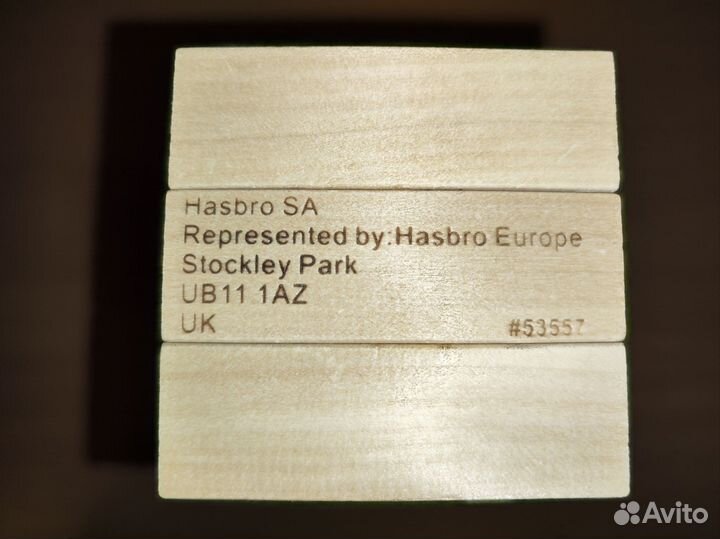 Hasbro SA
Represented by:Hasbro Europe
Stockley Park
UB11 1AZ
UK
#53557
Avito